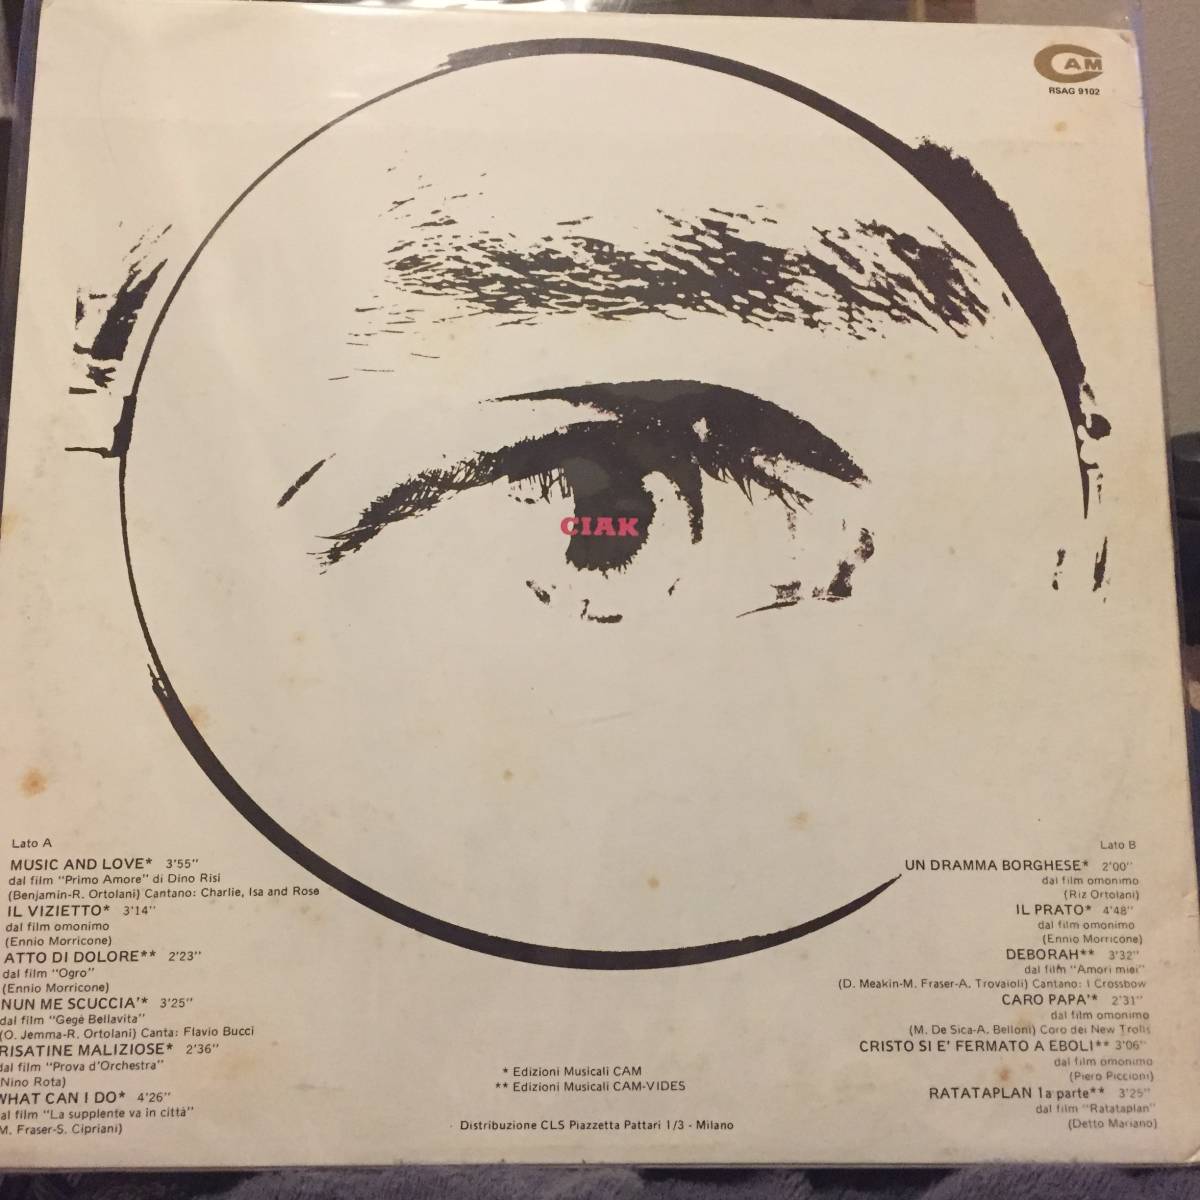 CAM
RSAG 9102
CIAK
Lato A
MUSIC AND LOVE* 3'55"
dal film "Primo Amore" di Dino Risi
(Benjamin-R. Ortolani) Cantano: Charlie, Isa and Rose
IL VIZIETTO* 3'14"
dal film omonimo
(Ennio Morricone)
ATTO DI DOLORE** 2'23"
dal film "Ogro"
(Ennio Morricone)
NUN ME SCUCCIA'* 3'25"
dal film "Gegè Bellavita"
(O. Jemma-R. Ortolani) Canta: Flavio Bucci
RISATINE MALIZIOSE* 2'36"
dal film "Prova d'Orchestra"
(Nino Rota)
WHAT CAN I DO* 4'26"
al film "La supplente va in città"
M. Fraser-S. Cipriani)
* Edizioni Musicali CAM
** Edizioni Musicali CAM-VIDES
Distribuzione CLS Piazzetta Pattari 1/3 - Milano
Lato B
UN DRAMMA BORGHESE* 2'00"
dal film omonimo
(Riz Ortolani)
IL PRATO* 4'48"
dal film omonimo
(Ennio Morricone)
DEBORAH** 3'32"
dal film "Amori miei"
(D. Meakin-M. Fraser-A. Trovaioli) Cantano: I Crossbow
CARO PAPA'* 2'31"
dal film omonimo
(M. De Sica-A. Belloni) Coro dei New Trolls
CRISTO SI E' FERMATO A EBOLI** 3'06"
dal film omonimo
(Piero Piccioni)
RATATAPLAN 1a parte** 3'25"
dal film "Ratataplan"
(Detto Mariano)